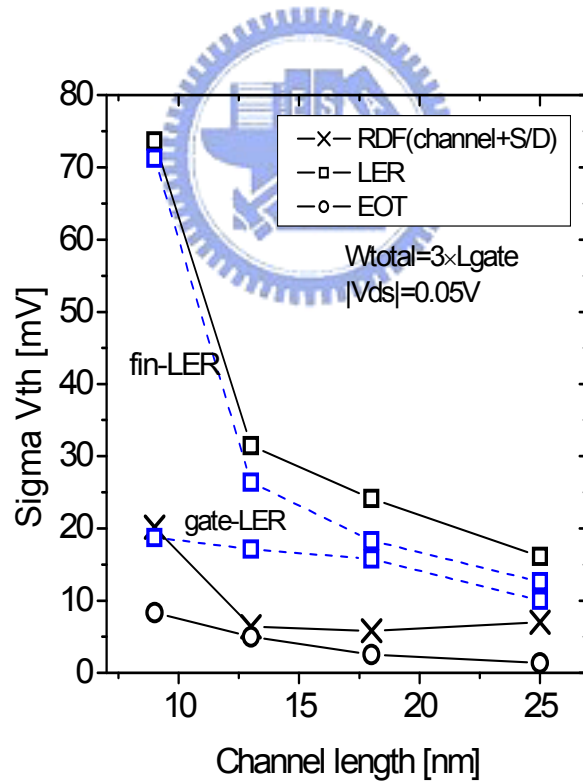 80
70
60
50
40
30
20
10
0
Sigma Vth [mV]
RDF(channel+S/D)
LER
EOT
Wtotal=3×Lgate
|Vds|=0.05V
fin-LER
gate-LER
10
15
20
25
Channel length [nm]